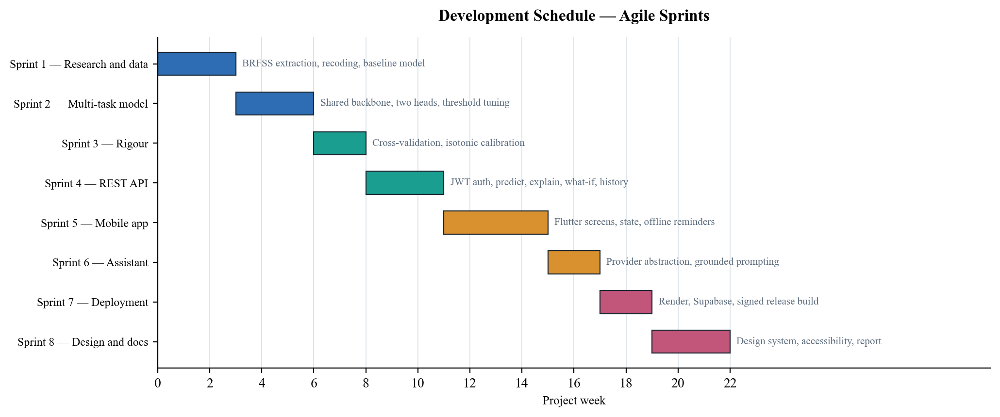 Development Schedule — Agile Sprints
Sprint 1 — Research and data
BRFSS extraction, recoding, baseline model
Sprint 2 — Multi-task model
Shared backbone, two heads, threshold tuning
Sprint 3 — Rigour
Cross-validation, isotonic calibration
Sprint 4 — REST API
JWT auth, predict, explain, what-if, history
Sprint 5 — Mobile app
Flutter screens, state, offline reminders
Sprint 6 — Assistant
Provider abstraction, grounded prompting
Sprint 7 — Deployment
Render, Supabase, signed release build
Sprint 8 — Design and docs
Design system, accessibility, report
0 2 4 6 8 10 12 14 16 18 20 22
Project week